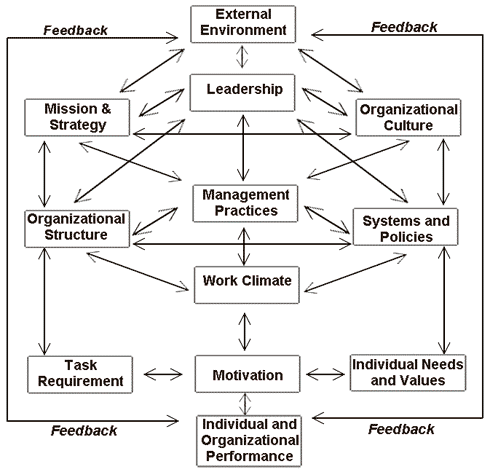 Feedback
External
Environment
Feedback
Leadership
Mission &
Strategy
Organizational
Culture
Management
Practices
Organizational
Structure
Systems and
Policies
Work Climate
Task
Requirement
Motivation
Individual Needs
and Values
Feedback
Individual and
Organizational
Performance
Feedback